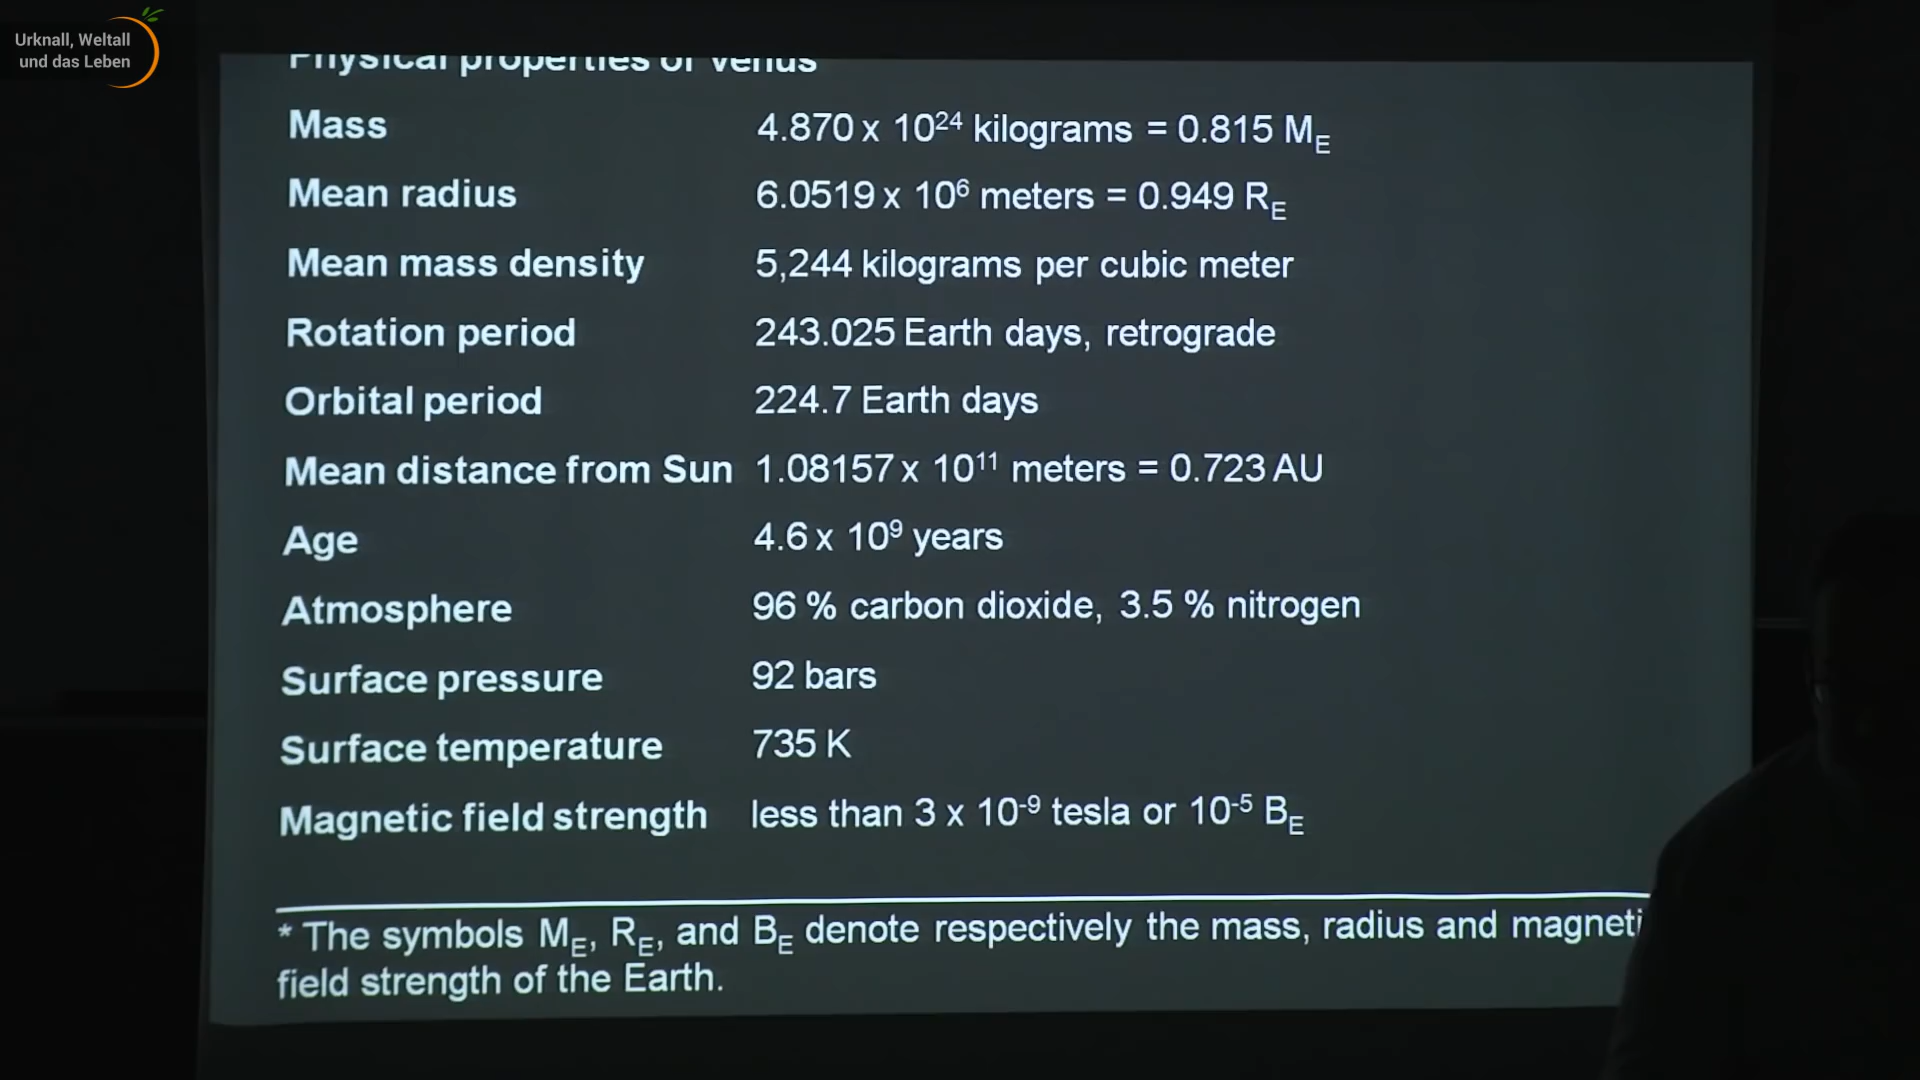 Urknall, Weltall
und das Leben
Physical properties of Venus
Mass 4.870 x 10²⁴ kilograms = 0.815 M_E
Mean radius 6.0519 x 10⁶ meters = 0.949 R_E
Mean mass density 5,244 kilograms per cubic meter
Rotation period 243.025 Earth days, retrograde
Orbital period 224.7 Earth days
Mean distance from Sun 1.08157 x 10¹¹ meters = 0.723 AU
Age 4.6 x 10⁹ years
Atmosphere 96 % carbon dioxide, 3.5 % nitrogen
Surface pressure 92 bars
Surface temperature 735 K
Magnetic field strength less than 3 x 10⁻⁹ tesla or 10⁻⁵ B_E
* The symbols M_E, R_E, and B_E denote respectively the mass, radius and magneti
field strength of the Earth.